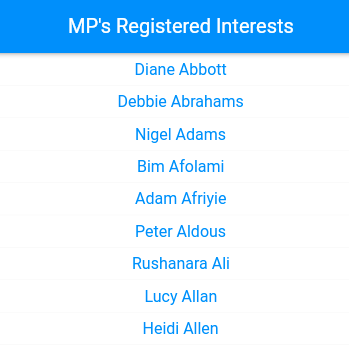 MP's Registered Interests
Diane Abbott
Debbie Abrahams
Nigel Adams
Bim Afolami
Adam Afriyie
Peter Aldous
Rushanara Ali
Lucy Allan
Heidi Allen